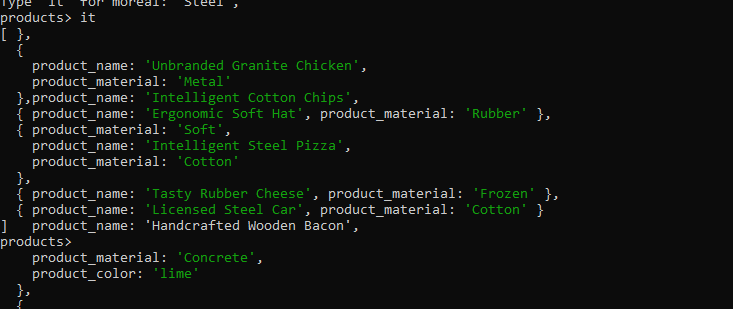 Type "it" for moreal: 'Steel',
products> it
[ },
  {
    product_name: 'Unbranded Granite Chicken',
    product_material: 'Metal'
  },product_name: 'Intelligent Cotton Chips',
  { product_name: 'Ergonomic Soft Hat', product_material: 'Rubber' },
  { product_material: 'Soft',
    product_name: 'Intelligent Steel Pizza',
    product_material: 'Cotton'
  },
  { product_name: 'Tasty Rubber Cheese', product_material: 'Frozen' },
  { product_name: 'Licensed Steel Car', product_material: 'Cotton' }
]   product_name: 'Handcrafted Wooden Bacon',
products>
    product_material: 'Concrete',
    product_color: 'lime'
  },
  {